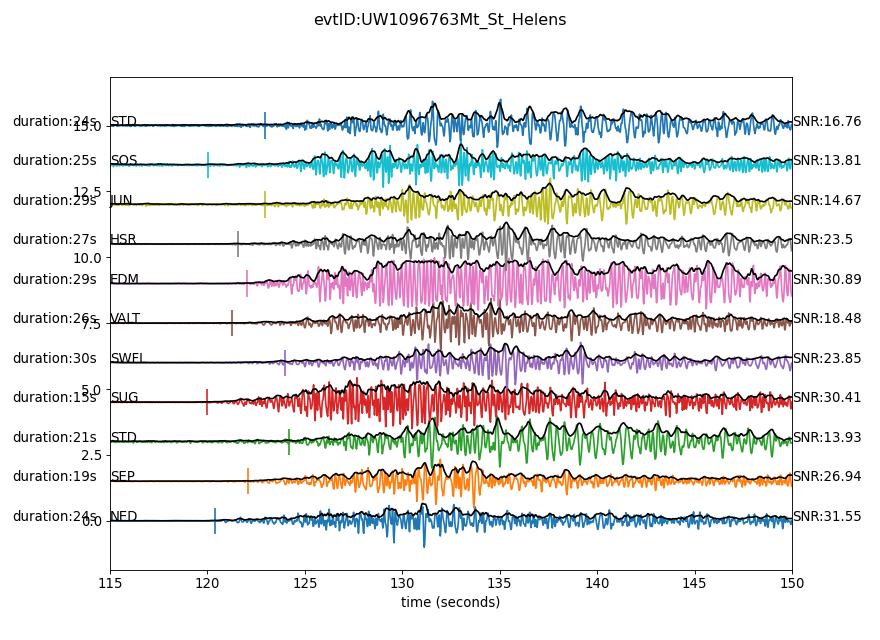 evtID:UW1096763Mt_St_Helens
duration:24s STD SNR:16.76
15.0
duration:25s SOS SNR:13.81
12.5
duration:29s JUN SNR:14.67
duration:27s HSR SNR:23.5
10.0
duration:29s EDM SNR:30.89
duration:26s VALT SNR:18.48
7.5
duration:30s SWFL SNR:23.85
5.0
duration:15s SUG SNR:30.41
duration:21s STD SNR:13.93
2.5
duration:19s SEP SNR:26.94
duration:24s NED SNR:31.55
0.0
115 120 125 130 135 140 145 150
time (seconds)